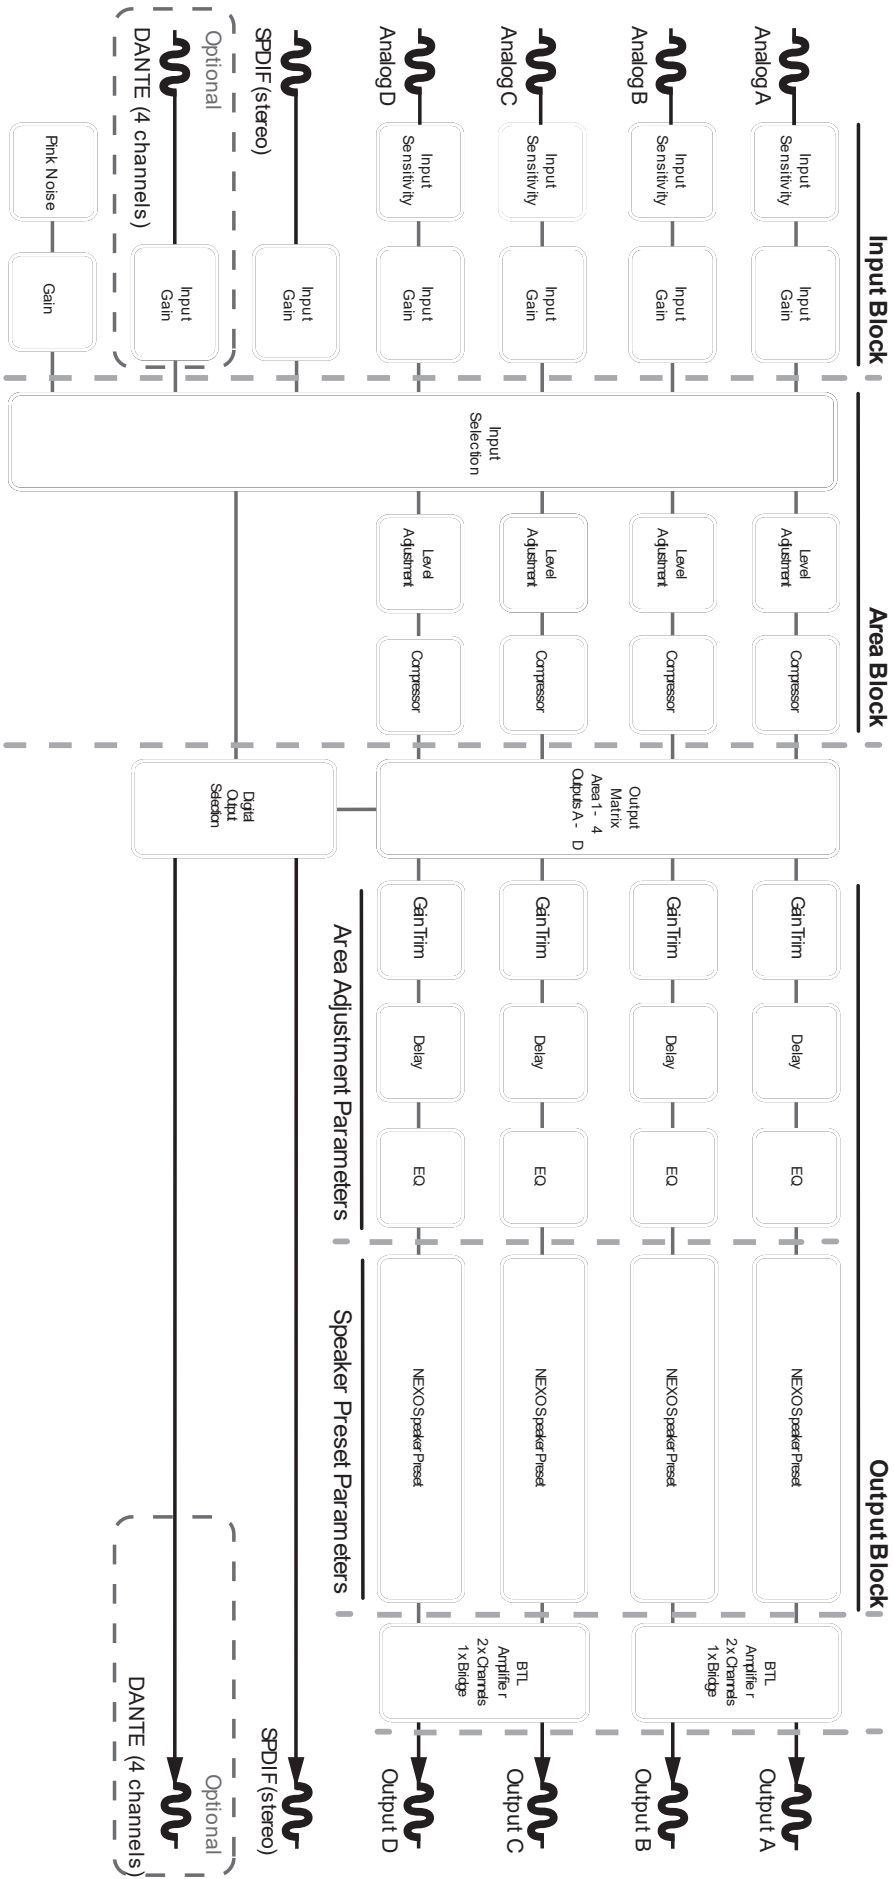 Input Block
Area Block
Output Block
Analog A
Input
Sensitivity
Input
Gain
Level
Adjustment
Compressor
Gain Trim
Delay
EQ
NEXO Speaker Preset
Output A
Analog B
Input
Sensitivity
Input
Gain
Level
Adjustment
Compressor
Gain Trim
Delay
EQ
NEXO Speaker Preset
BTL
Amplifier
2 x Channels
1 x Bridge
Output B
Input
Selection
Output
Matrix
Area 1 - 4
Outputs A - D
Analog C
Input
Sensitivity
Input
Gain
Level
Adjustment
Compressor
Gain Trim
Delay
EQ
NEXO Speaker Preset
Output C
Analog D
Input
Sensitivity
Input
Gain
Level
Adjustment
Compressor
Gain Trim
Delay
EQ
NEXO Speaker Preset
BTL
Amplifier
2 x Channels
1 x Bridge
Output D
Area Adjustment Parameters
Speaker Preset Parameters
SPDIF (stereo)
Input
Gain
Digital
Output
Selection
SPDIF (stereo)
Optional
DANTE (4 channels)
Input
Gain
Optional
DANTE (4 channels)
Pink Noise
Gain